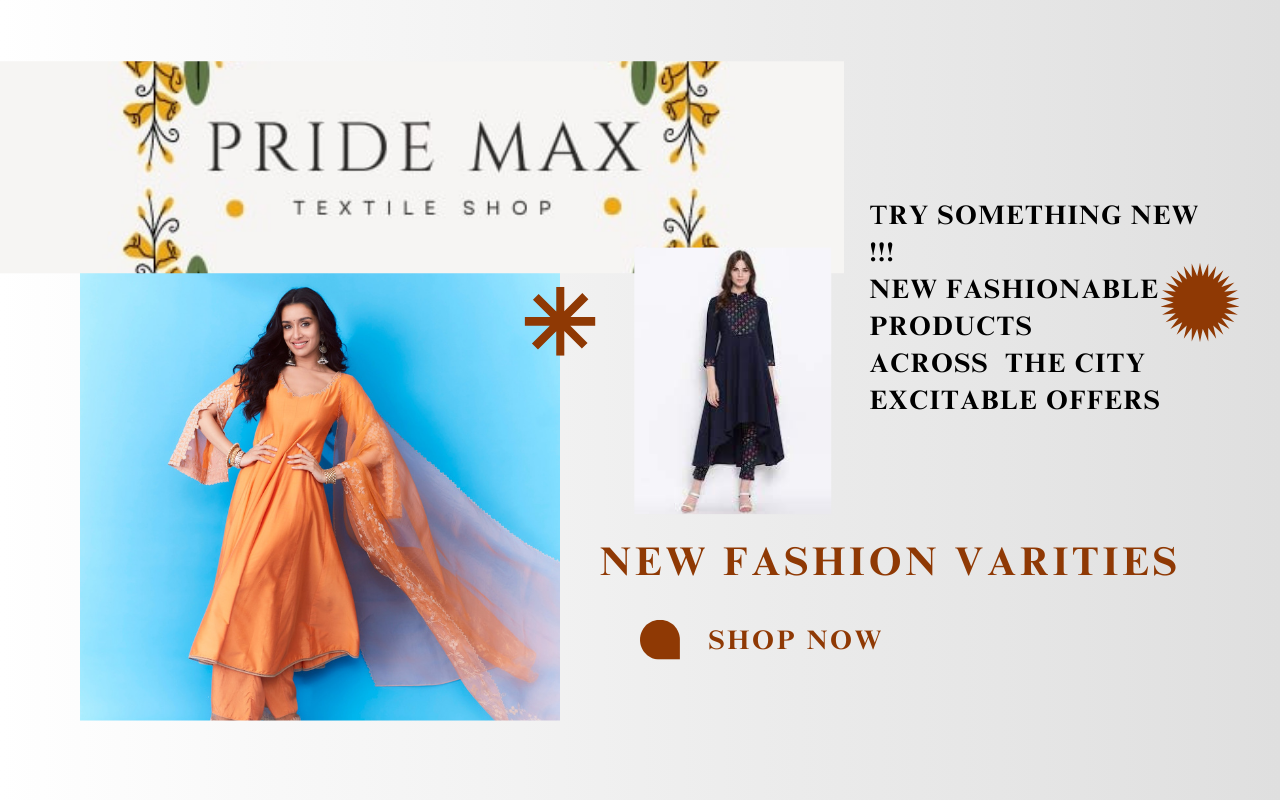 PRIDE MAX
TEXTILE SHOP
TRY SOMETHING NEW
!!!
NEW FASHIONABLE
PRODUCTS
ACROSS THE CITY
EXCITABLE OFFERS
NEW FASHION VARITIES
SHOP NOW